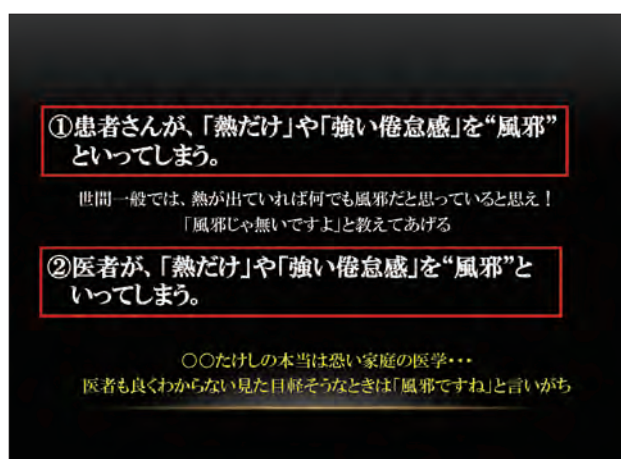 ①患者さんが、「熱だけ」や「強い倦怠感」を“風邪”
といってしまう。
世間一般では、熱が出ていれば何でも風邪だと思っていると思え！
「風邪じゃ無いですよ」と教えてあげる
②医者が、「熱だけ」や「強い倦怠感」を“風邪”と
いってしまう。
○○たけしの本当は恐い家庭の医学・・・
医者も良くわからない見た目軽そうなときは「風邪ですね」と言いがち